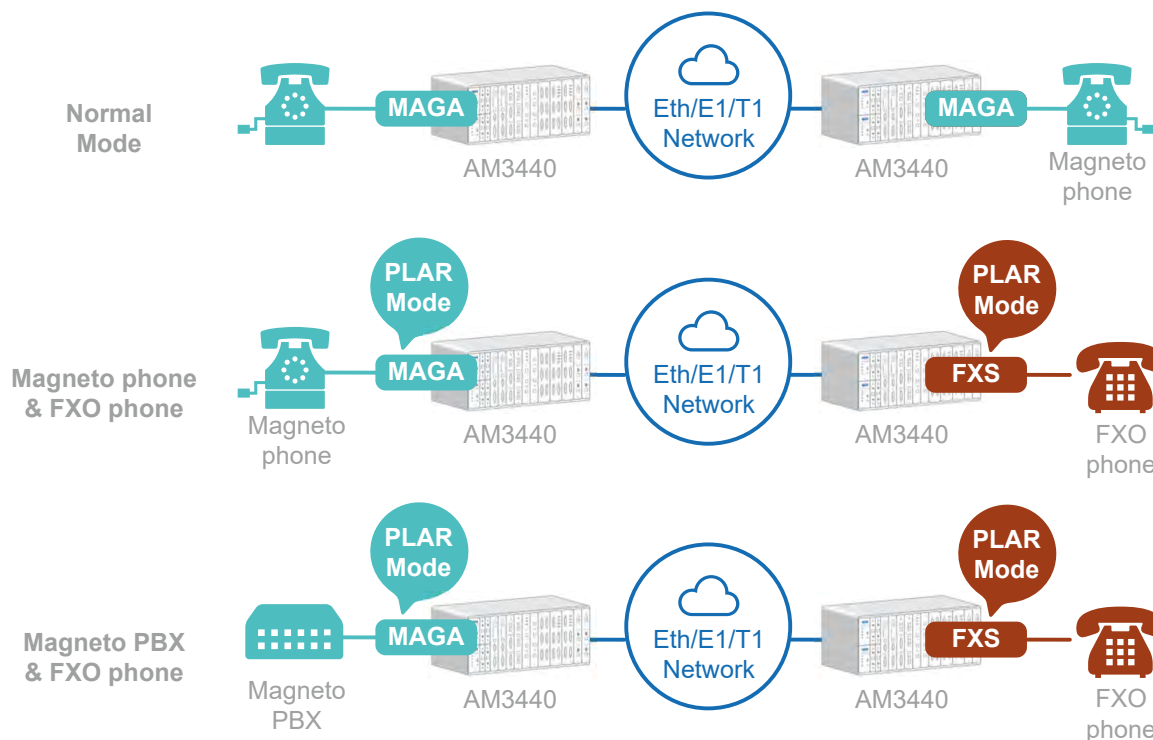 Normal
Mode
MAGA
AM3440
Eth/E1/T1
Network
AM3440
MAGA
Magneto
phone
Magneto phone
& FXO phone
Magneto
phone
PLAR
Mode
MAGA
AM3440
Eth/E1/T1
Network
AM3440
PLAR
Mode
FXS
FXO
phone
Magneto PBX
& FXO phone
Magneto
PBX
PLAR
Mode
MAGA
AM3440
Eth/E1/T1
Network
AM3440
PLAR
Mode
FXS
FXO
phone